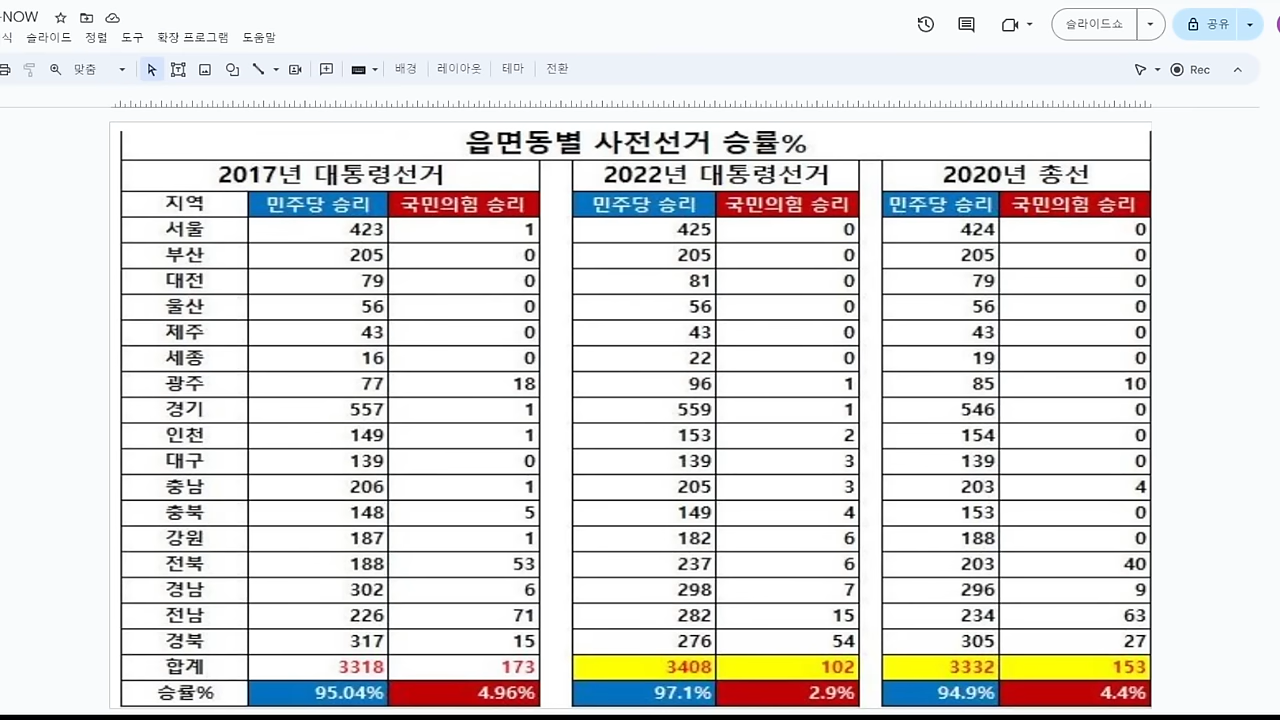 -NOW
식 슬라이드 정렬 도구 확장 프로그램 도움말
슬라이드쇼
공유
맞춤
배경 레이아웃 테마 전환
Rec
읍면동별 사전선거 승률%
2017년 대통령선거 2022년 대통령선거 2020년 총선
지역 민주당 승리 국민의힘 승리 민주당 승리 국민의힘 승리 민주당 승리 국민의힘 승리
서울 423 1 425 0 424 0
부산 205 0 205 0 205 0
대전 79 0 81 0 79 0
울산 56 0 56 0 56 0
제주 43 0 43 0 43 0
세종 16 0 22 0 19 0
광주 77 18 96 1 85 10
경기 557 1 559 1 546 0
인천 149 1 153 2 154 0
대구 139 0 139 3 139 0
충남 206 1 205 3 203 4
충북 148 5 149 4 153 0
강원 187 1 182 6 188 0
전북 188 53 237 6 203 40
경남 302 6 298 7 296 9
전남 226 71 282 15 234 63
경북 317 15 276 54 305 27
합계 3318 173 3408 102 3332 153
승률% 95.04% 4.96% 97.1% 2.9% 94.9% 4.4%